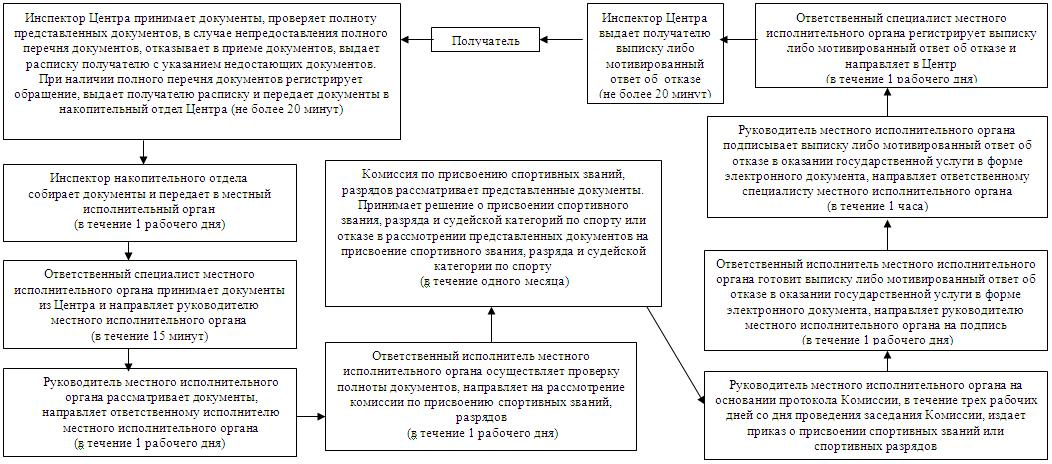 Инспектор Центра принимает документы, проверяет полноту
представленных документов, в случае непредоставления полного
перечня документов, отказывает в приеме документов, выдает
расписку получателю с указанием недостающих документов.
При наличии полного перечня документов регистрирует
обращение, выдает получателю расписку и передает документы в
накопительный отдел Центра (не более 20 минут)
Получатель
Инспектор Центра
выдает получателю
выписку либо
мотивированный
ответ об отказе
(не более 20 минут)
Ответственный специалист местного
исполнительного органа регистрирует выписку
либо мотивированный ответ об отказе и
направляет в Центр
(в течение 1 рабочего дня)
Инспектор накопительного отдела
собирает документы и передает в местный
исполнительный орган
(в течение 1 рабочего дня)
Ответственный специалист местного
исполнительного органа принимает документы
из Центра и направляет руководителю
местного исполнительного органа
(в течение 15 минут)
Руководитель местного исполнительного
органа рассматривает документы,
направляет ответственному исполнителю
местного исполнительного органа
(в течение 1 рабочего дня)
Комиссия по присвоению спортивных званий,
разрядов рассматривает представленные документы.
Принимает решение о присвоении спортивного
звания, разряда и судейской категорий по спорту или
отказе в рассмотрении представленных документов на
присвоение спортивного звания, разряда и судейской
категории по спорту
(в течение одного месяца)
Ответственный исполнитель местного
исполнительного органа осуществляет проверку
полноты документов, направляет на рассмотрение
комиссии по присвоению спортивных званий,
разрядов
(в течение 1 рабочего дня)
Руководитель местного исполнительного органа
подписывает выписку либо мотивированный ответ об
отказе в оказании государственной услуги в форме
электронного документа, направляет ответственному
специалисту местного исполнительного органа
(в течение 1 часа)
Ответственный исполнитель местного исполнительного
органа готовит выписку либо мотивированный ответ об
отказе в оказании государственной услуги в форме
электронного документа, направляет руководителю
местного исполнительного органа на подпись
(в течение 1 рабочего дня)
Руководитель местного исполнительного органа на
основании протокола Комиссии, в течение трех рабочих
дней со дня проведения заседания Комиссии, издает
приказ о присвоении спортивных званий или
спортивных разрядов